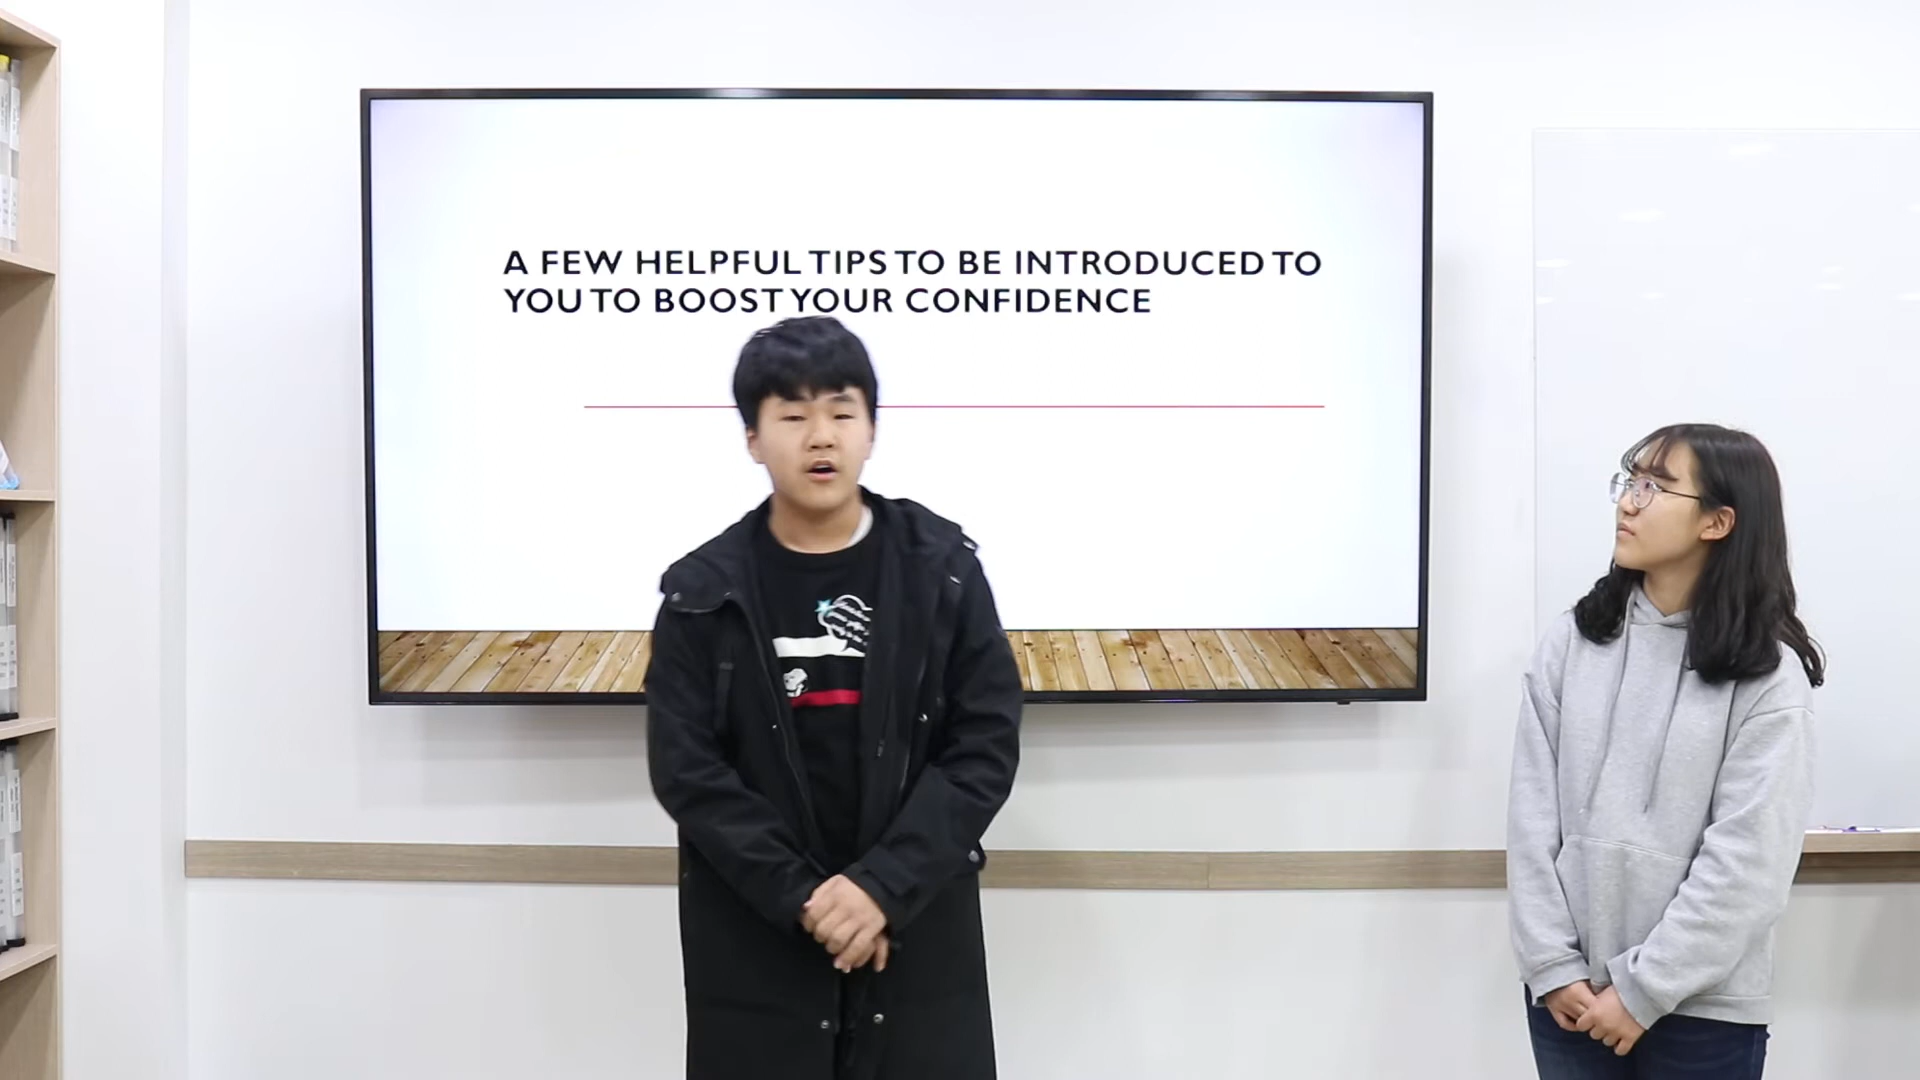 A FEW HELPFUL TIPS TO BE INTRODUCED TO
YOU TO BOOST YOUR CONFIDENCE